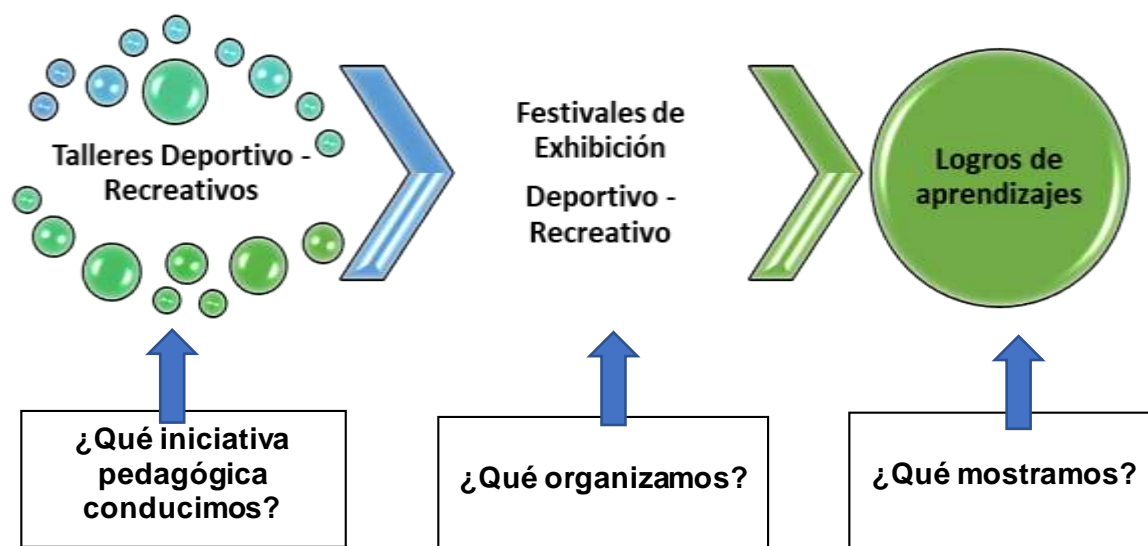 Talleres Deportivo -
Recreativos
Festivales de
Exhibición
Deportivo -
Recreativo
Logros de
aprendizajes
¿Qué iniciativa
pedagógica
conducimos?
¿Qué organizamos?
¿Qué mostramos?